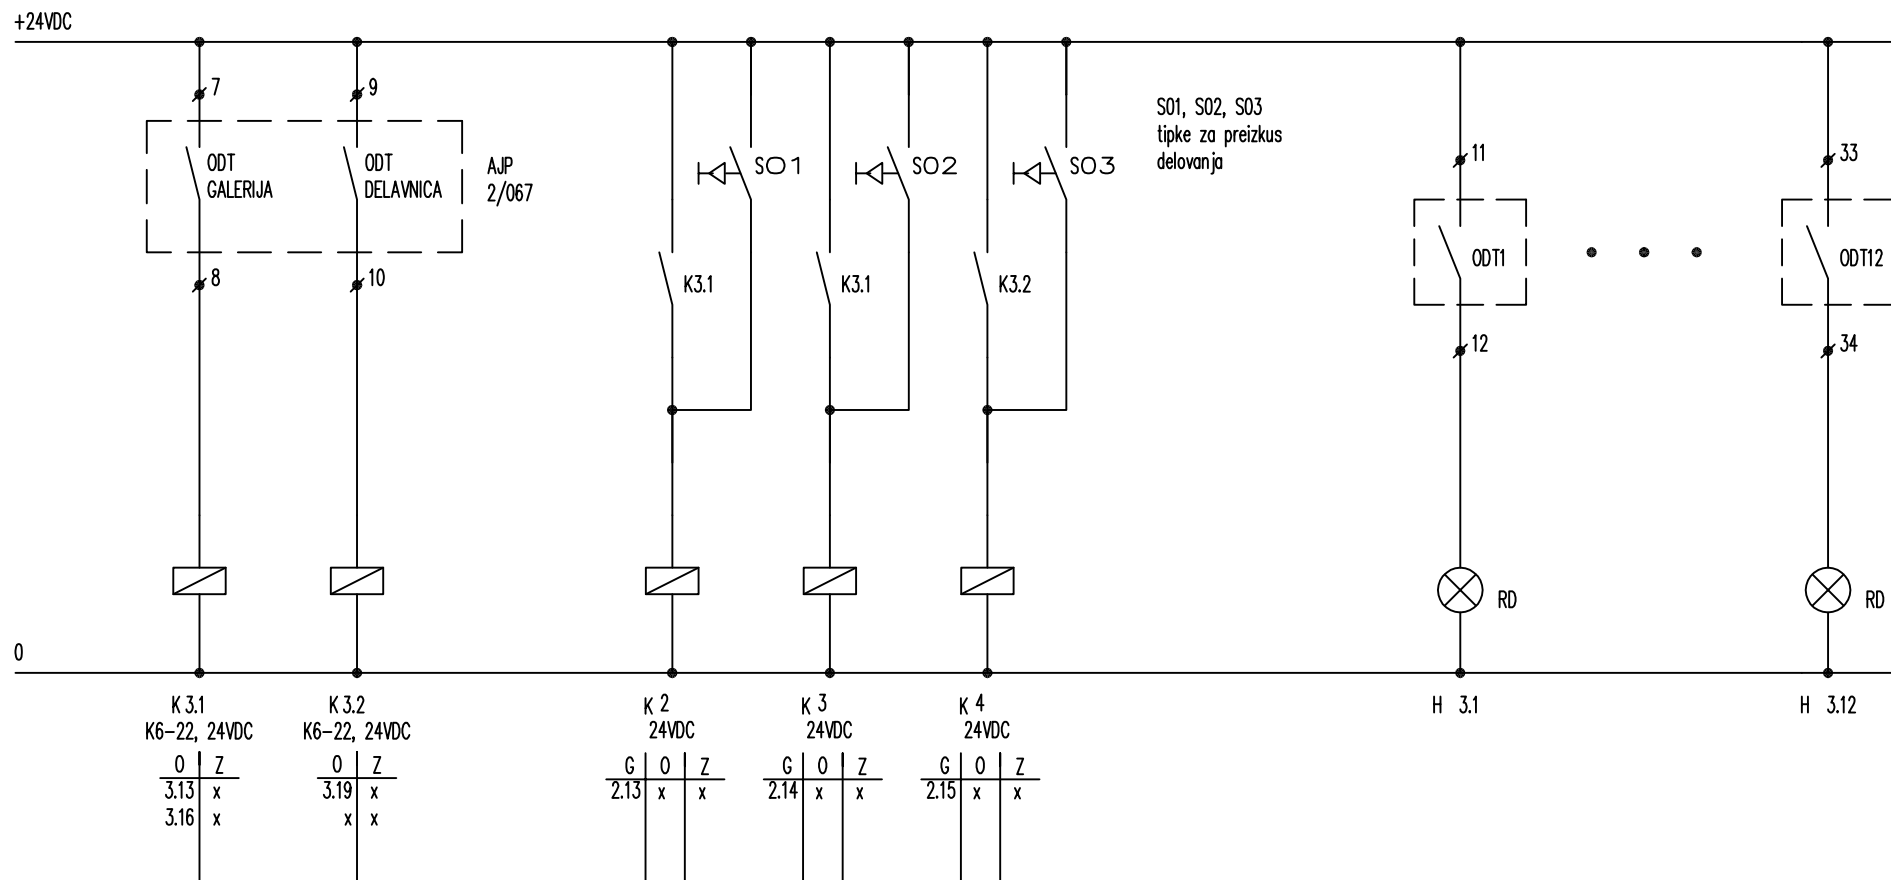 +24VDC
7
9
ODT
GALERIJA
ODT
DELAVNICA
AJP
2/067
8
10
SO1
SO2
SO3
S01, S02, S03
tipke za preizkus
delovanja
K3.1
K3.1
K3.2
11
33
ODT1
ODT12
12
34
RD
RD
0
K 3.1
K6-22, 24VDC
O Z
3.13 x
3.16 x
K 3.2
K6-22, 24VDC
O Z
3.19 x
x x
K 2
24VDC
G O Z
2.13 x x
K 3
24VDC
G O Z
2.14 x x
K 4
24VDC
G O Z
2.15 x x
H 3.1
H 3.12